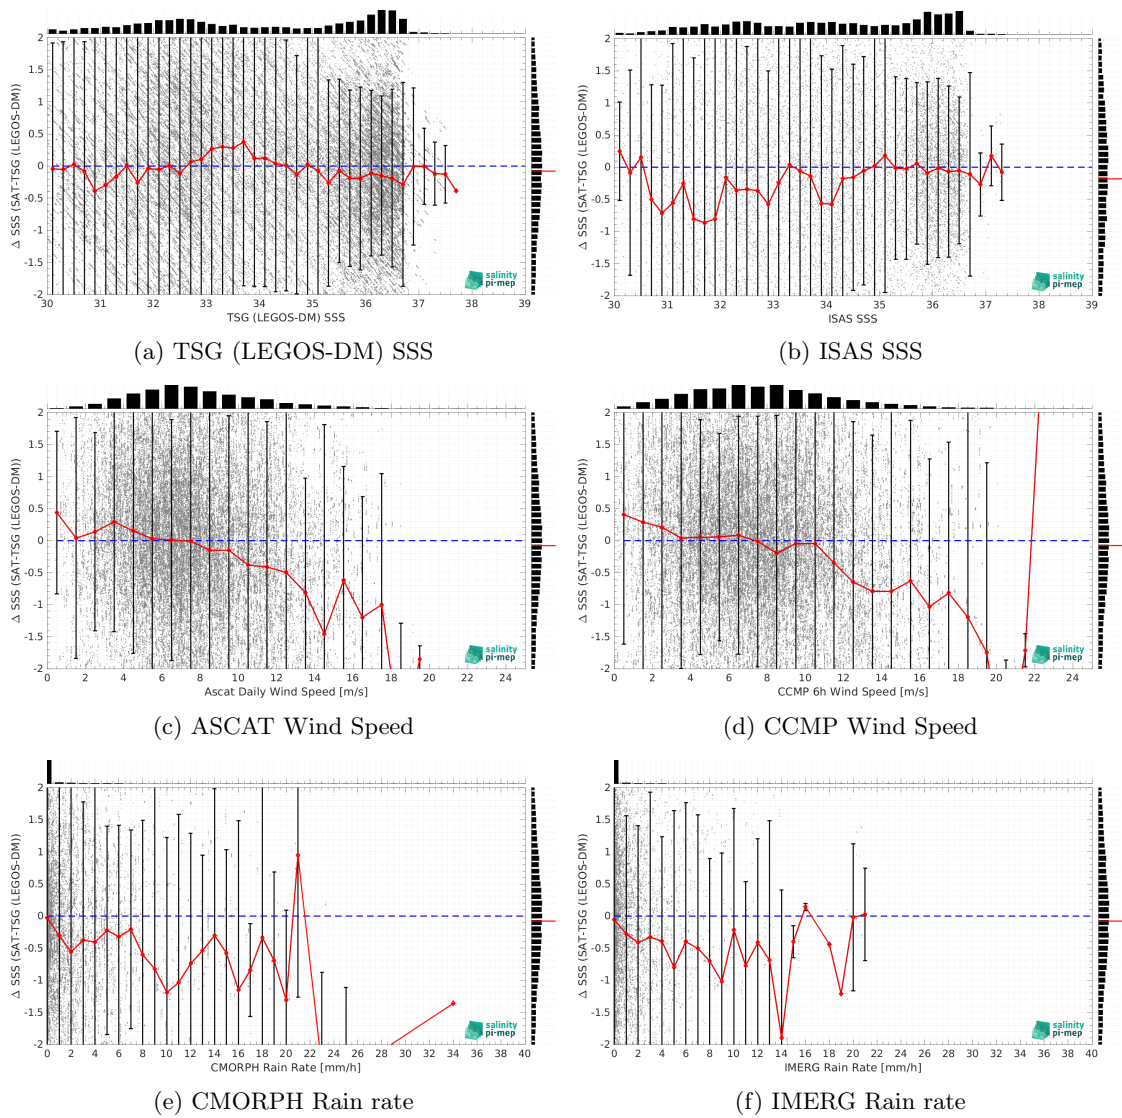 2
1.5
1
0.5
0
-0.5
-1
-1.5
-2
Δ SSS (SAT-TSG (LEGOS-DM))
salinity
pi-mep
30 31 32 33 34 35 36 37 38 39
TSG (LEGOS-DM) SSS
(a) TSG (LEGOS-DM) SSS
2
1.5
1
0.5
0
-0.5
-1
-1.5
-2
Δ SSS (SAT-TSG (LEGOS-DM))
salinity
pi-mep
30 31 32 33 34 35 36 37 38 39
ISAS SSS
(b) ISAS SSS
2
1.5
1
0.5
0
-0.5
-1
-1.5
-2
Δ SSS (SAT-TSG (LEGOS-DM))
salinity
pi-mep
0 2 4 6 8 10 12 14 16 18 20 22 24
Ascat Daily Wind Speed [m/s]
(c) ASCAT Wind Speed
2
1.5
1
0.5
0
-0.5
-1
-1.5
-2
Δ SSS (SAT-TSG (LEGOS-DM))
salinity
pi-mep
0 2 4 6 8 10 12 14 16 18 20 22 24
CCMP 6h Wind Speed [m/s]
(d) CCMP Wind Speed
2
1.5
1
0.5
0
-0.5
-1
-1.5
-2
Δ SSS (SAT-TSG (LEGOS-DM))
salinity
pi-mep
0 2 4 6 8 10 12 14 16 18 20 22 24 26 28 30 32 34 36 38 40
CMORPH Rain Rate [mm/h]
(e) CMORPH Rain rate
2
1.5
1
0.5
0
-0.5
-1
-1.5
-2
Δ SSS (SAT-TSG (LEGOS-DM))
salinity
pi-mep
0 2 4 6 8 10 12 14 16 18 20 22 24 26 28 30 32 34 36 38 40
IMERG Rain Rate [mm/h]
(f) IMERG Rain rate